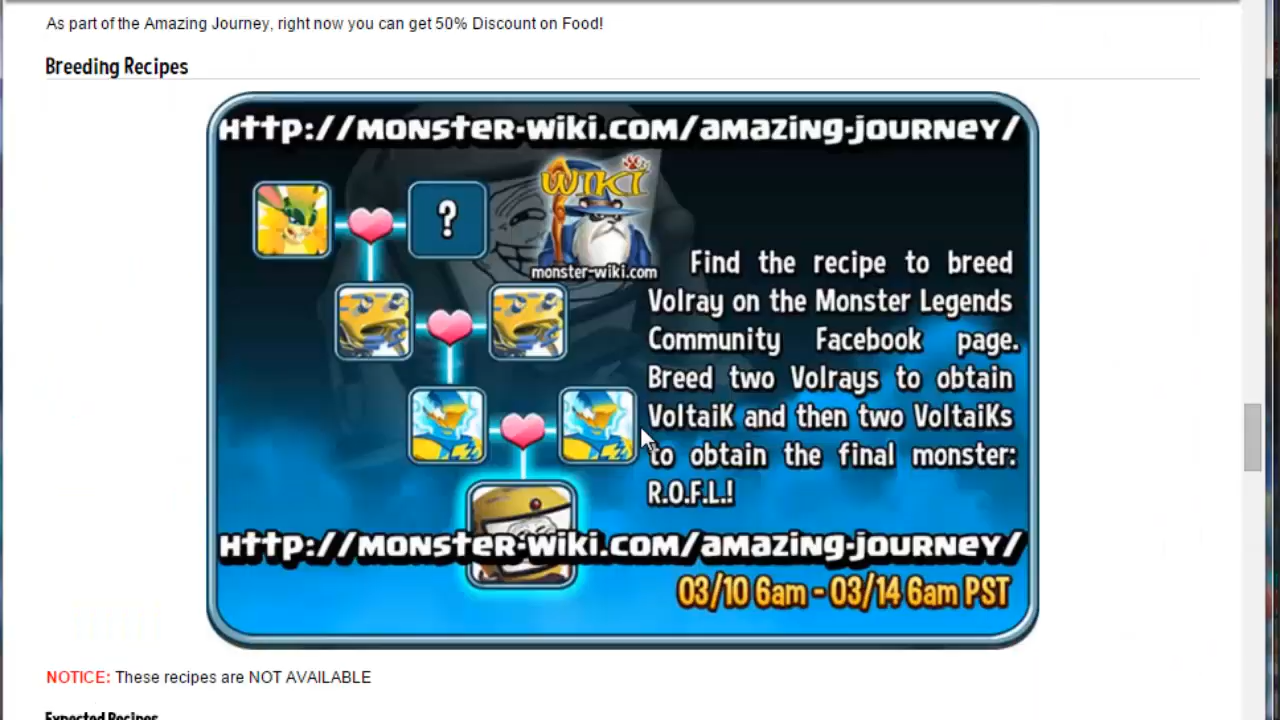 As part of the Amazing Journey, right now you can get 50% Discount on Food!
Breeding Recipes
HTTP://MONSTER-WIKI.COM/AMAZING-JOURNEY/
?
WIKI
monster-wiki.com
Find the recipe to breed
Volray on the Monster Legends
Community Facebook page.
Breed two Volrays to obtain
VoltaiK and then two VoltaiKs
to obtain the final monster:
R.O.F.L.!
HTTP://MONSTER-WIKI.COM/AMAZING-JOURNEY/
03/10 6am - 03/14 6am PST
NOTICE: These recipes are NOT AVAILABLE
Expected Recipes